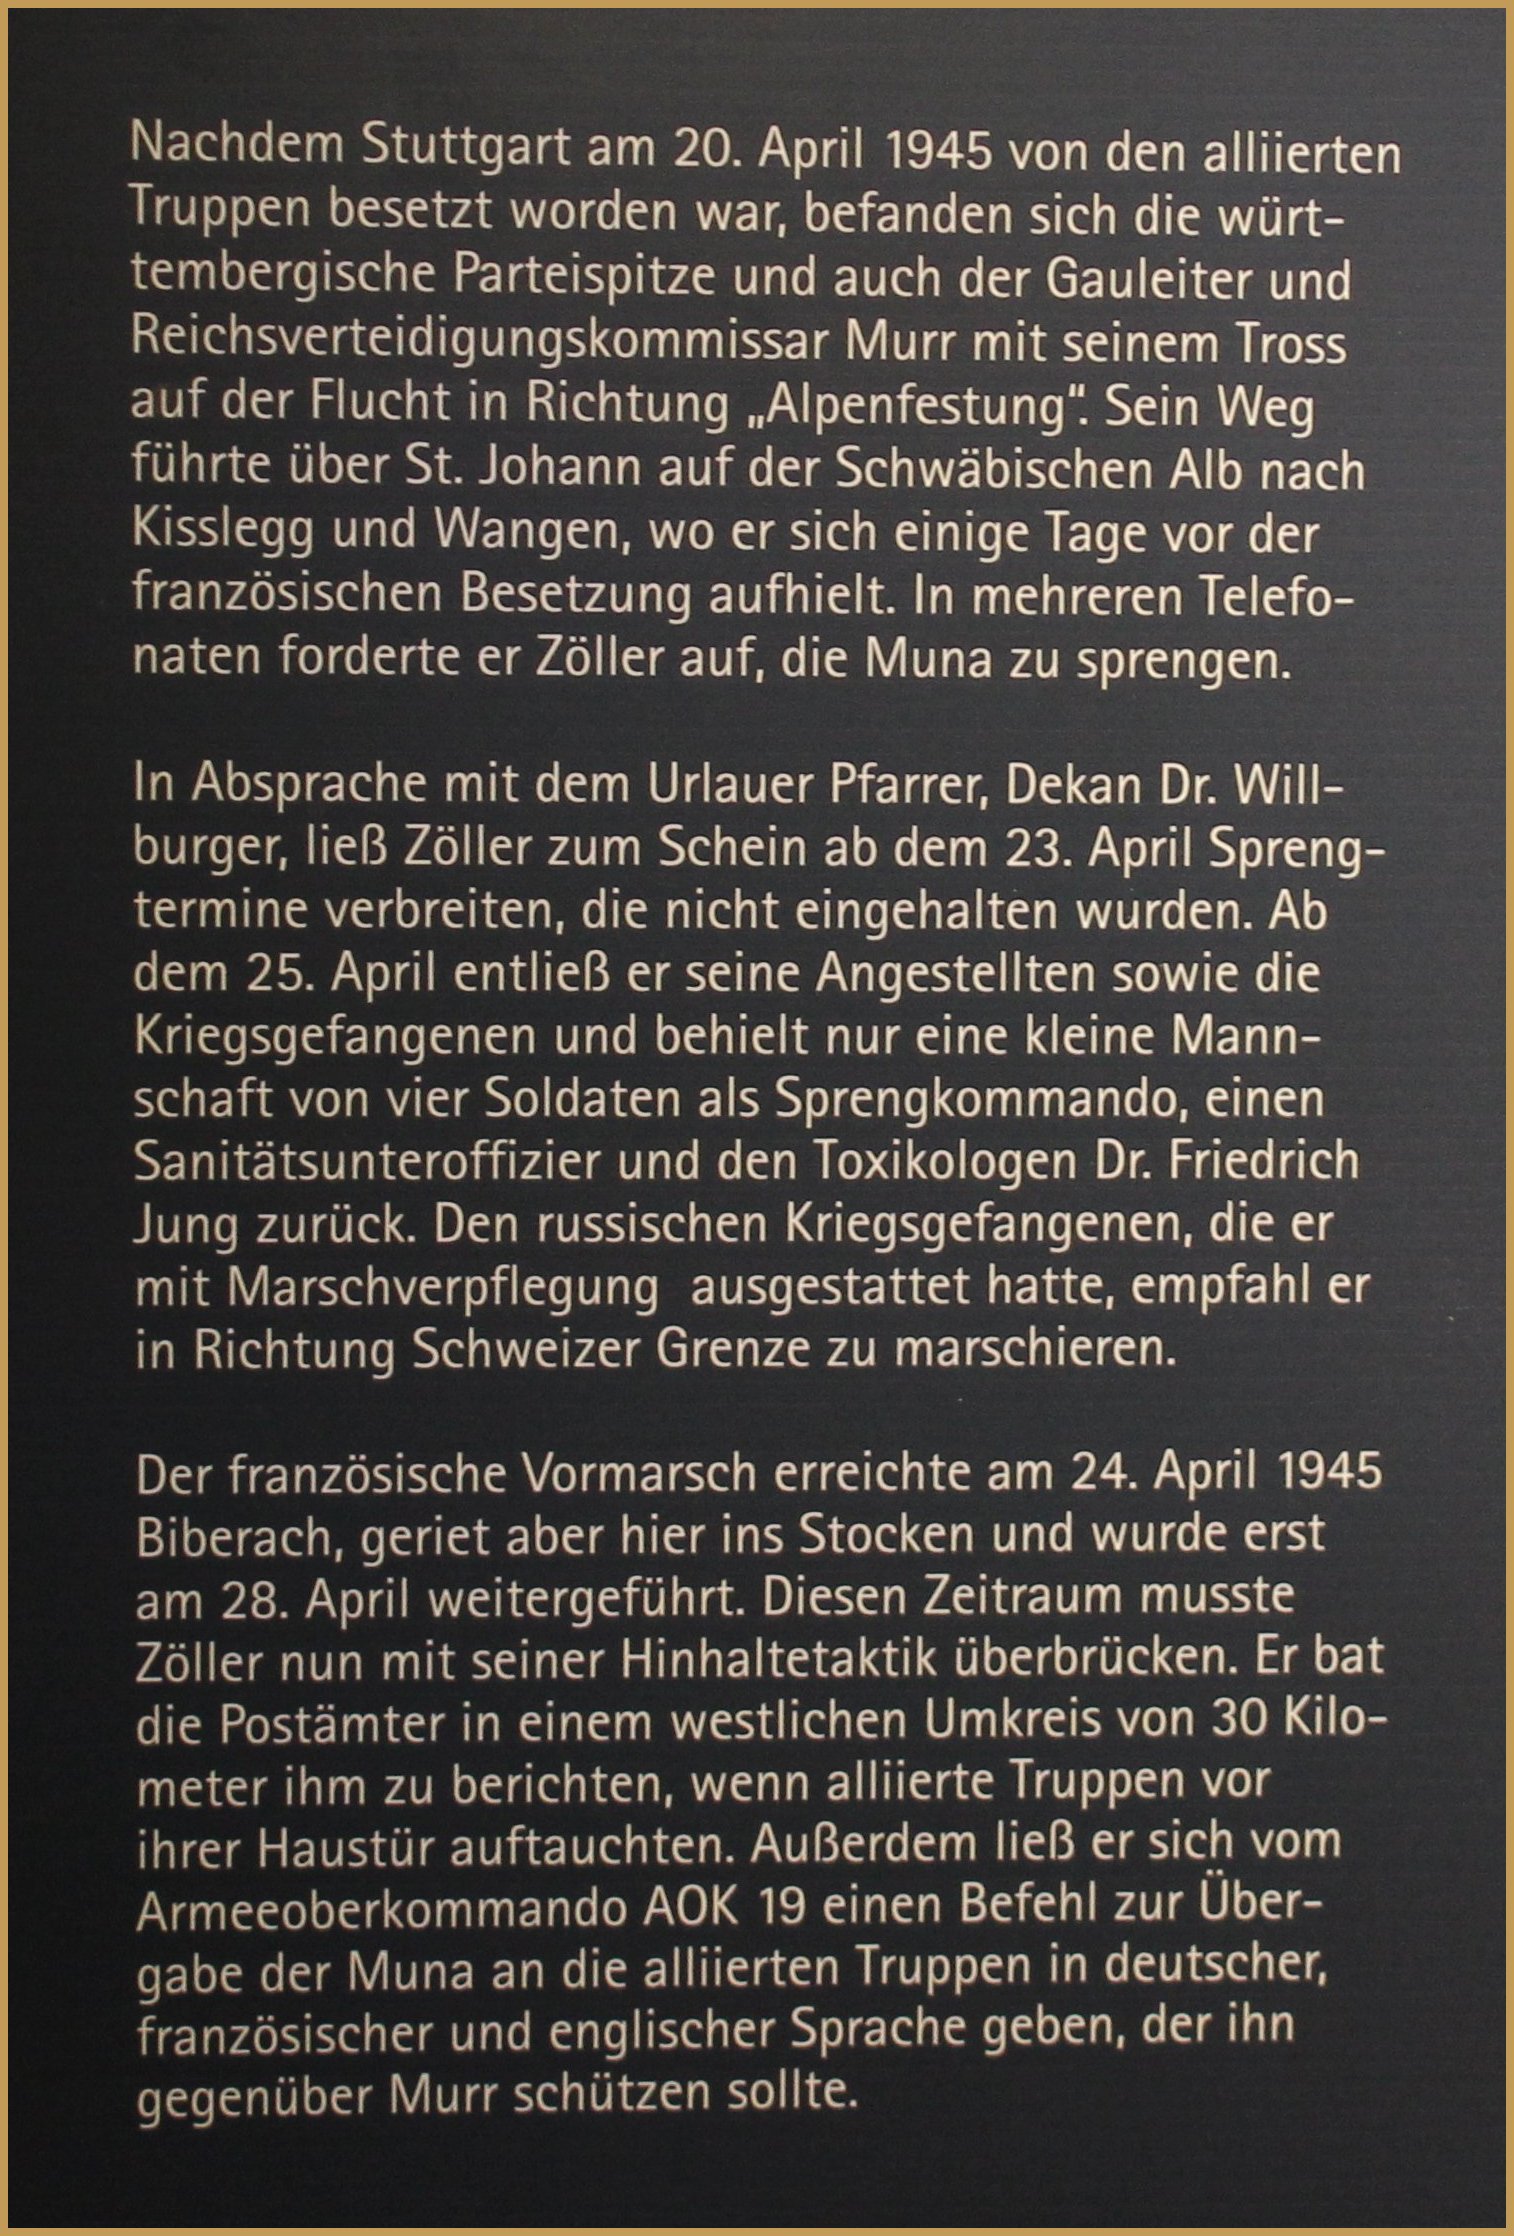 Nachdem Stuttgart am 20. April 1945 von den alliierten
Truppen besetzt worden war, befanden sich die würt-
tembergische Parteispitze und auch der Gauleiter und
Reichsverteidigungskommissar Murr mit seinem Tross
auf der Flucht in Richtung „Alpenfestung“. Sein Weg
führte über St. Johann auf der Schwäbischen Alb nach
Kisslegg und Wangen, wo er sich einige Tage vor der
französischen Besetzung aufhielt. In mehreren Telefo-
naten forderte er Zöller auf, die Muna zu sprengen.
In Absprache mit dem Urlauer Pfarrer, Dekan Dr. Will-
burger, ließ Zöller zum Schein ab dem 23. April Spreng-
termine verbreiten, die nicht eingehalten wurden. Ab
dem 25. April entließ er seine Angestellten sowie die
Kriegsgefangenen und behielt nur eine kleine Mann-
schaft von vier Soldaten als Sprengkommando, einen
Sanitätsunteroffizier und den Toxikologen Dr. Friedrich
Jung zurück. Den russischen Kriegsgefangenen, die er
mit Marschverpflegung ausgestattet hatte, empfahl er
in Richtung Schweizer Grenze zu marschieren.
Der französische Vormarsch erreichte am 24. April 1945
Biberach, geriet aber hier ins Stocken und wurde erst
am 28. April weitergeführt. Diesen Zeitraum musste
Zöller nun mit seiner Hinhaltetaktik überbrücken. Er bat
die Postämter in einem westlichen Umkreis von 30 Kilo-
meter ihm zu berichten, wenn alliierte Truppen vor
ihrer Haustür auftauchten. Außerdem ließ er sich vom
Armeeoberkommando AOK 19 einen Befehl zur Über-
gabe der Muna an die alliierten Truppen in deutscher,
französischer und englischer Sprache geben, der ihn
gegenüber Murr schützen sollte.